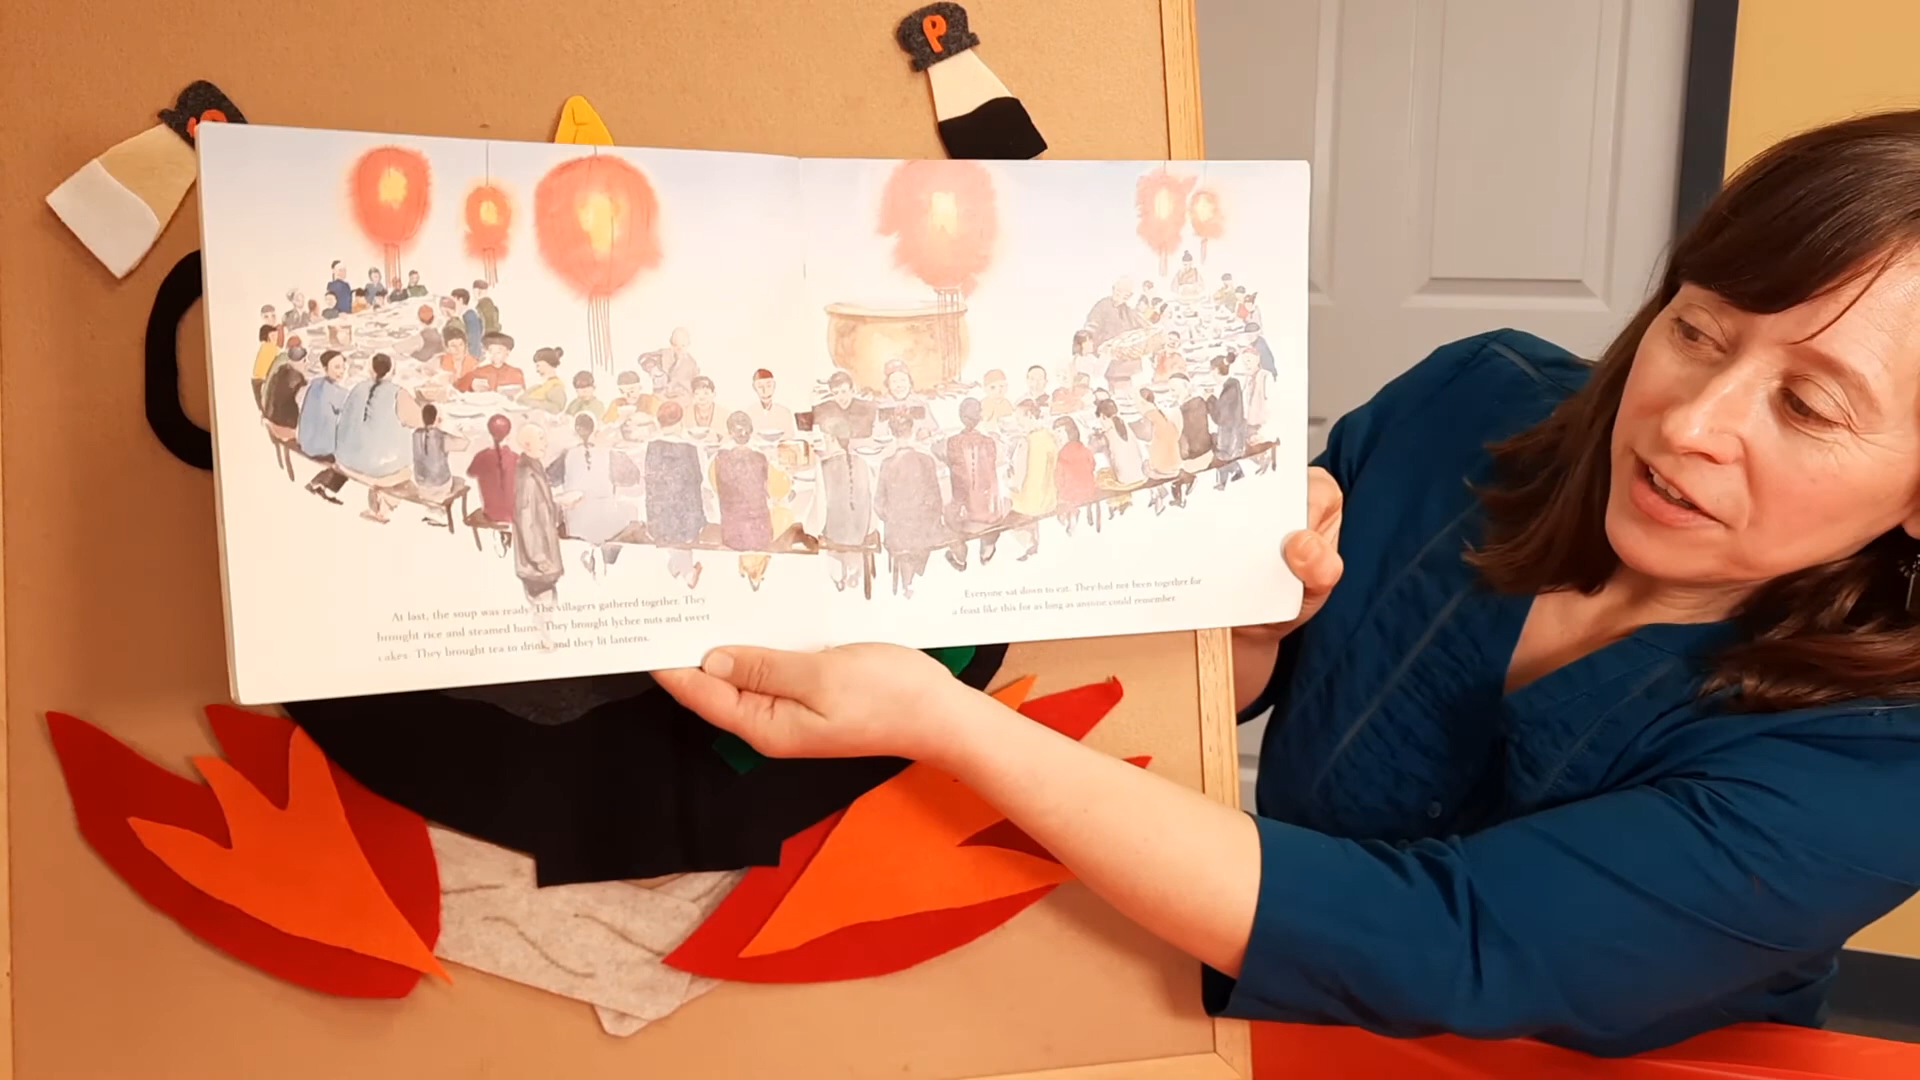 P
P
At last, the soup was ready. The villagers gathered together. They
brought rice and steamed buns. They brought lychee nuts and sweet
cakes. They brought tea to drink, and they lit lanterns.
Everyone sat down to eat. They had not been together for
a feast like this for as long as anyone could remember.